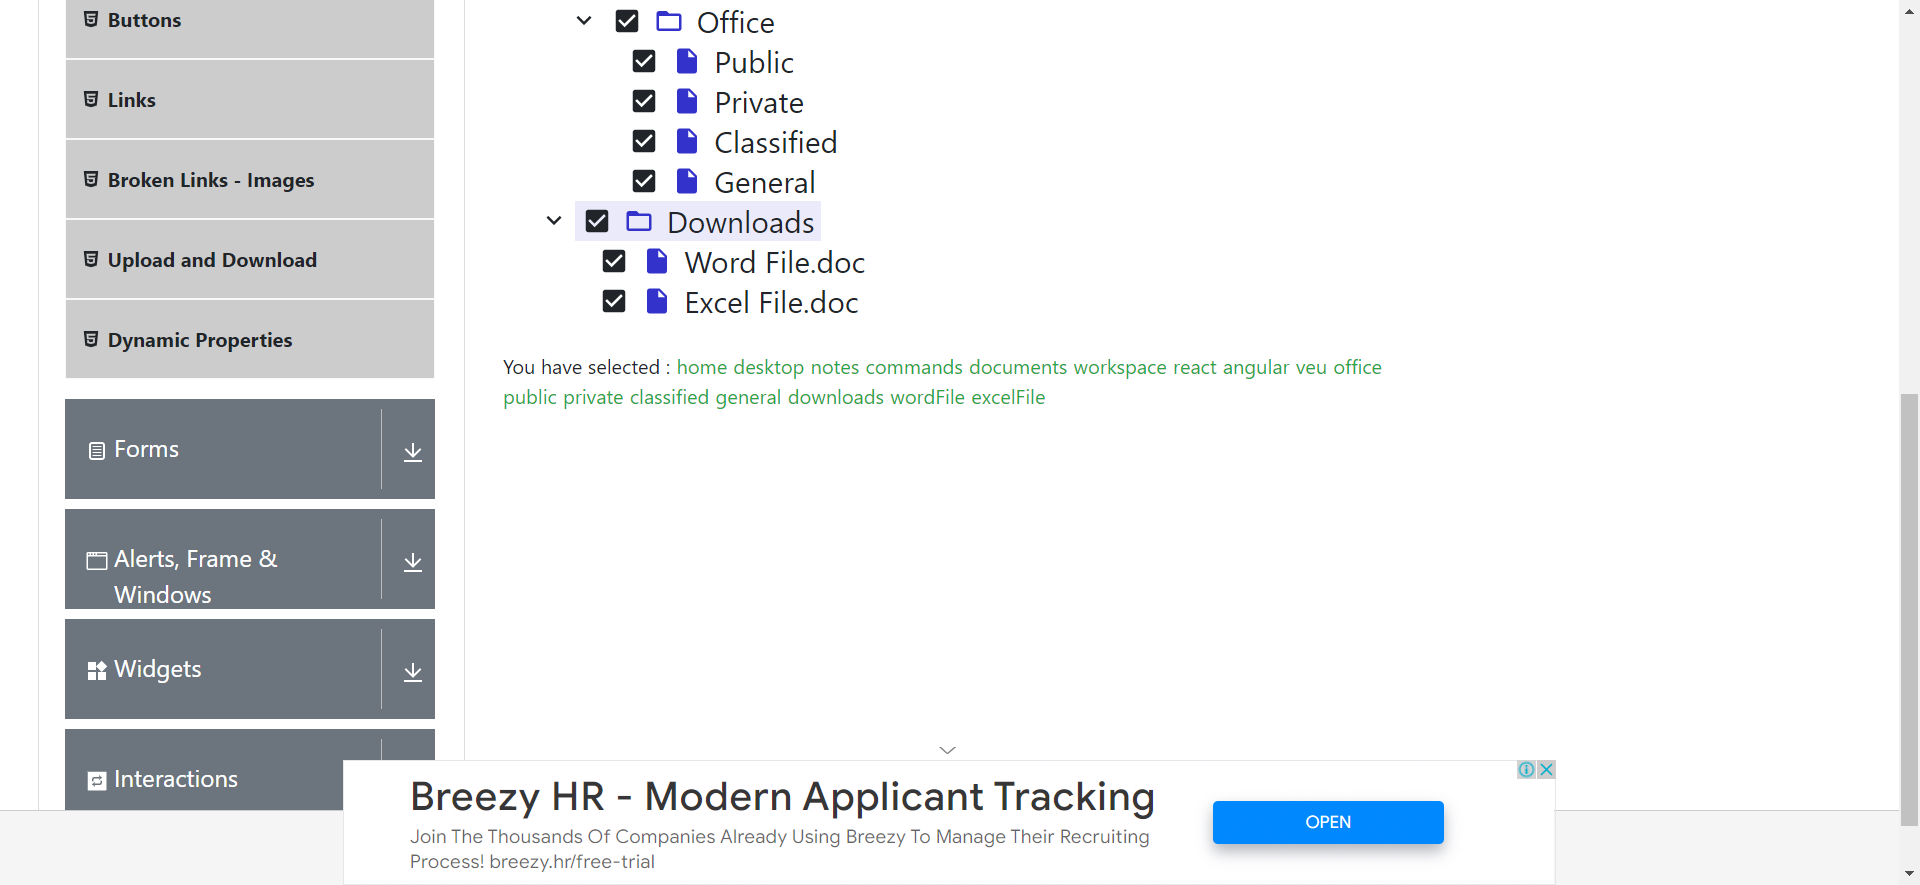 Buttons
Links
Broken Links - Images
Upload and Download
Dynamic Properties
Forms
Alerts, Frame &
Windows
Widgets
Interactions
Office
Public
Private
Classified
General
Downloads
Word File.doc
Excel File.doc
You have selected : home desktop notes commands documents workspace react angular veu office
public private classified general downloads wordFile excelFile
Breezy HR - Modern Applicant Tracking
Join The Thousands Of Companies Already Using Breezy To Manage Their Recruiting
Process! breezy.hr/free-trial
OPEN